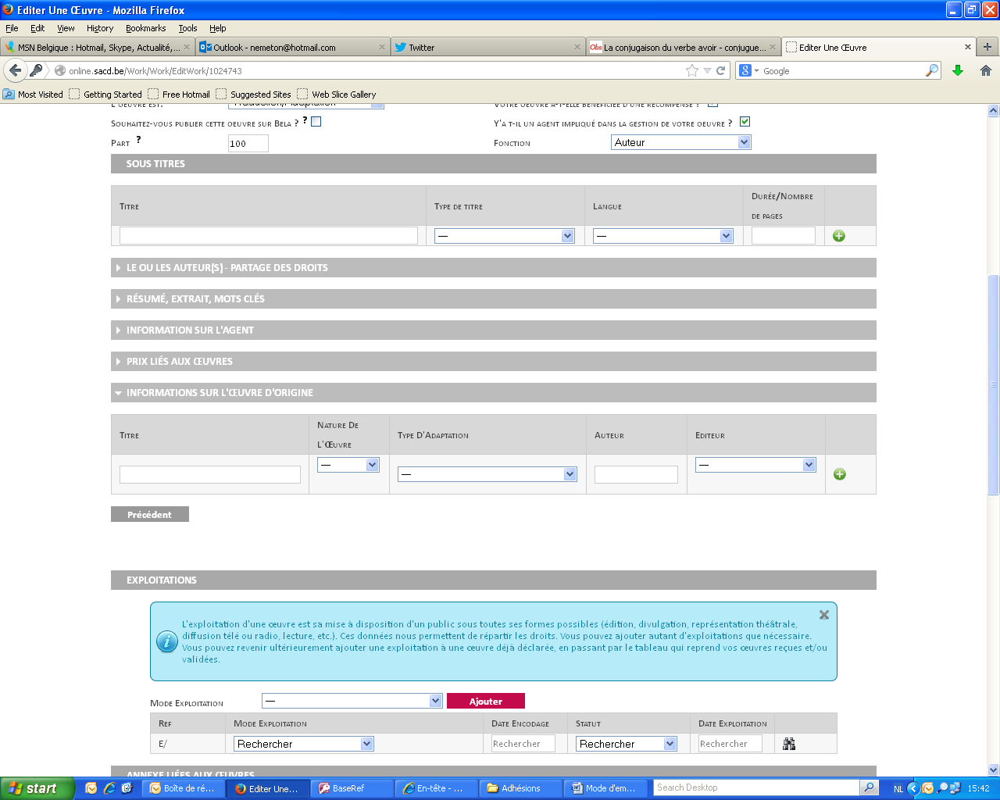 Editer Une Œuvre - Mozilla Firefox
File Edit View History Bookmarks Tools Help
MSN Belgique : Hotmail, Skype, Actualité,... Outlook - nemeton@hotmail.com Twitter Obs La conjugaison du verbe avoir - conjugue... Editer Une Œuvre
online.sacd.be/Work/Work/EditWork/1024743 Google
Most Visited Getting Started Free Hotmail Suggested Sites Web Slice Gallery
L'oeuvre est: Traduction/Adaptation Votre oeuvre a-t-elle bénéficié d'une récompense ?
Souhaitez-vous publier cette oeuvre sur Bela ? ? Y'a t-il un agent impliqué dans la gestion de votre oeuvre ?
Part ? 100 Fonction Auteur
SOUS TITRES
Titre Type de titre Langue Durée/Nombre de pages
— —
LE OU LES AUTEUR(S) - PARTAGE DES DROITS
RÉSUMÉ, EXTRAIT, MOTS CLÉS
INFORMATION SUR L'AGENT
PRIX LIÉS AUX ŒUVRES
INFORMATIONS SUR L'ŒUVRE D'ORIGINE
Titre Nature De L'Œuvre Type D'Adaptation Auteur Editeur
— — —
Précédent
EXPLOITATIONS
L'exploitation d'une œuvre est sa mise à disposition d'un public sous toutes ses formes possibles (édition, divulgation, représentation théâtrale,
diffusion télé ou radio, lecture, etc.). Ces données nous permettent de répartir les droits. Vous pouvez ajouter autant d'exploitations que nécessaire.
Vous pouvez revenir ultérieurement ajouter une exploitation à une œuvre déjà déclarée, en passant par le tableau qui reprend vos œuvres reçues et/ou
validées.
Mode Exploitation — Ajouter
Ref Mode Exploitation Date Encodage Statut Date Exploitation
E/ Rechercher Rechercher Rechercher Rechercher
ANNEXE LIÉES AUX ŒUVRES
start Boîte de ré... Editer Une... BaseRef En-tête - ... Adhésions Mode d'em... Search Desktop NL 15:42